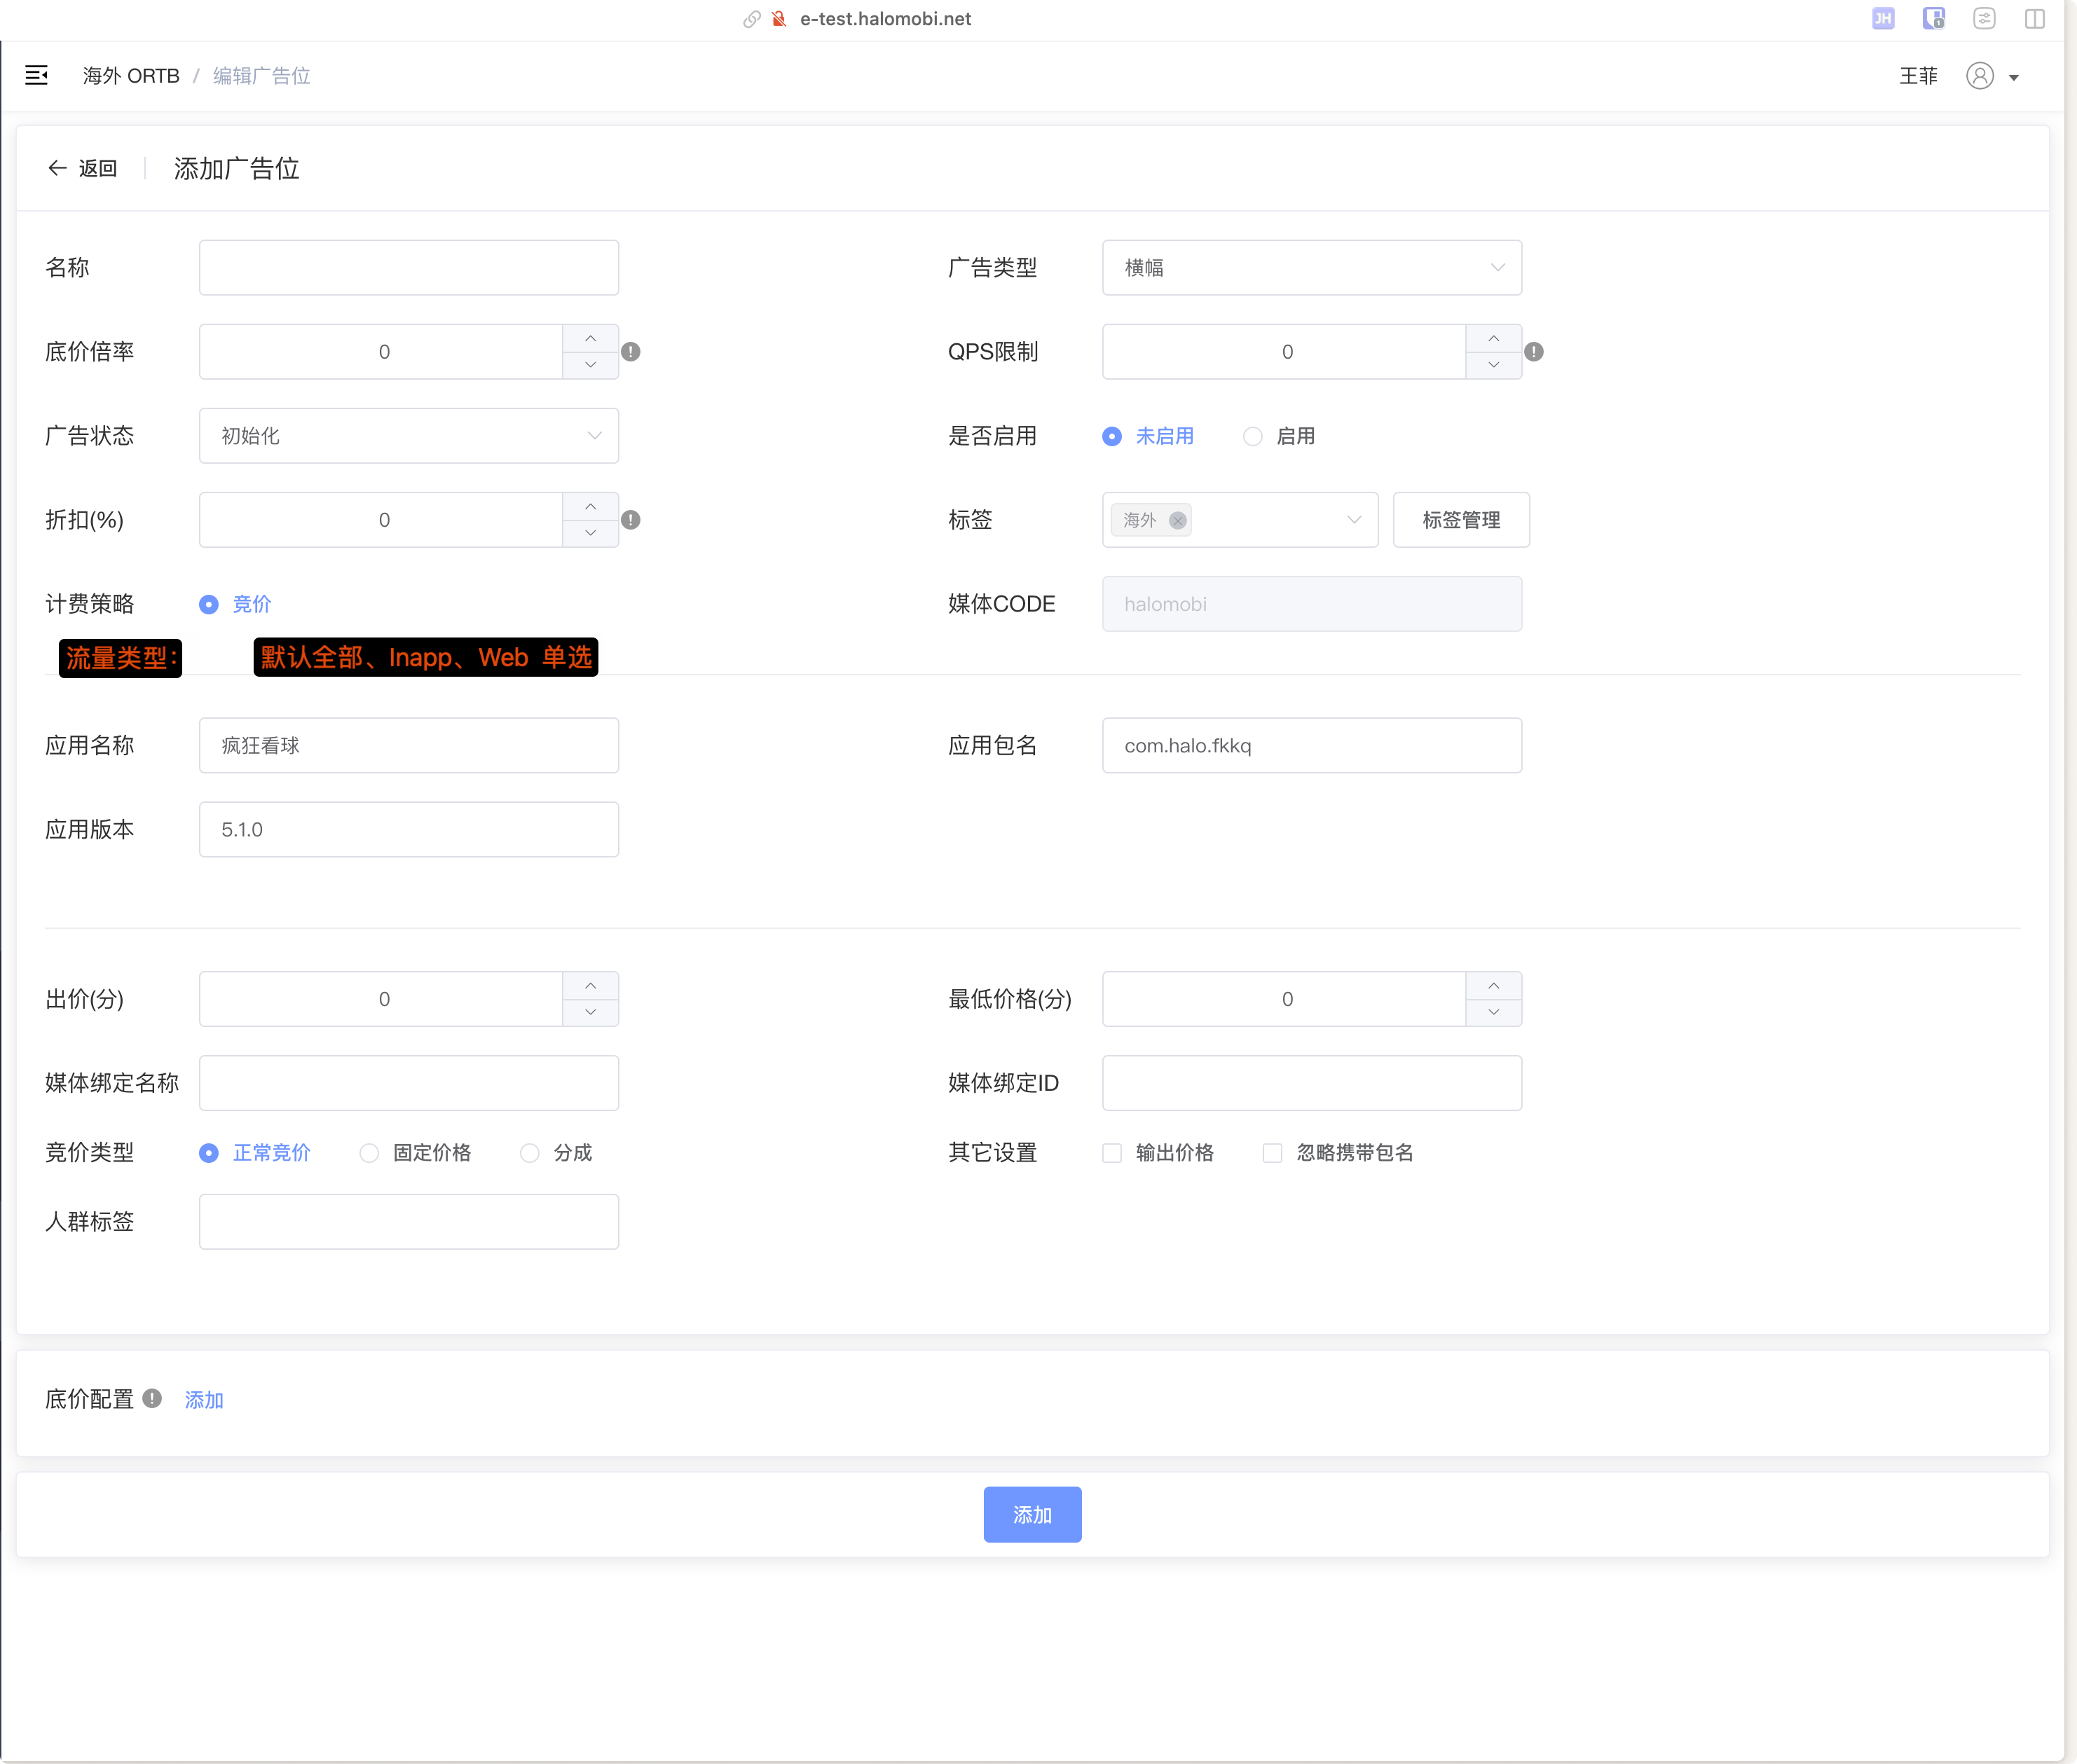 e-test.halomobi.net
JH
海外 ORTB / 编辑广告位
王菲
返回
添加广告位
名称
广告类型 横幅
底价倍率 0
QPS限制 0
广告状态 初始化
是否启用 未启用 启用
折扣(%) 0
标签 海外 标签管理
计费策略 竞价
媒体CODE halomobi
流量类型: 默认全部、Inapp、Web 单选
应用名称 疯狂看球
应用包名 com.halo.fkkq
应用版本 5.1.0
出价(分) 0
最低价格(分) 0
媒体绑定名称
媒体绑定ID
竞价类型 正常竞价 固定价格 分成
其它设置 输出价格 忽略携带包名
人群标签
底价配置 添加
添加